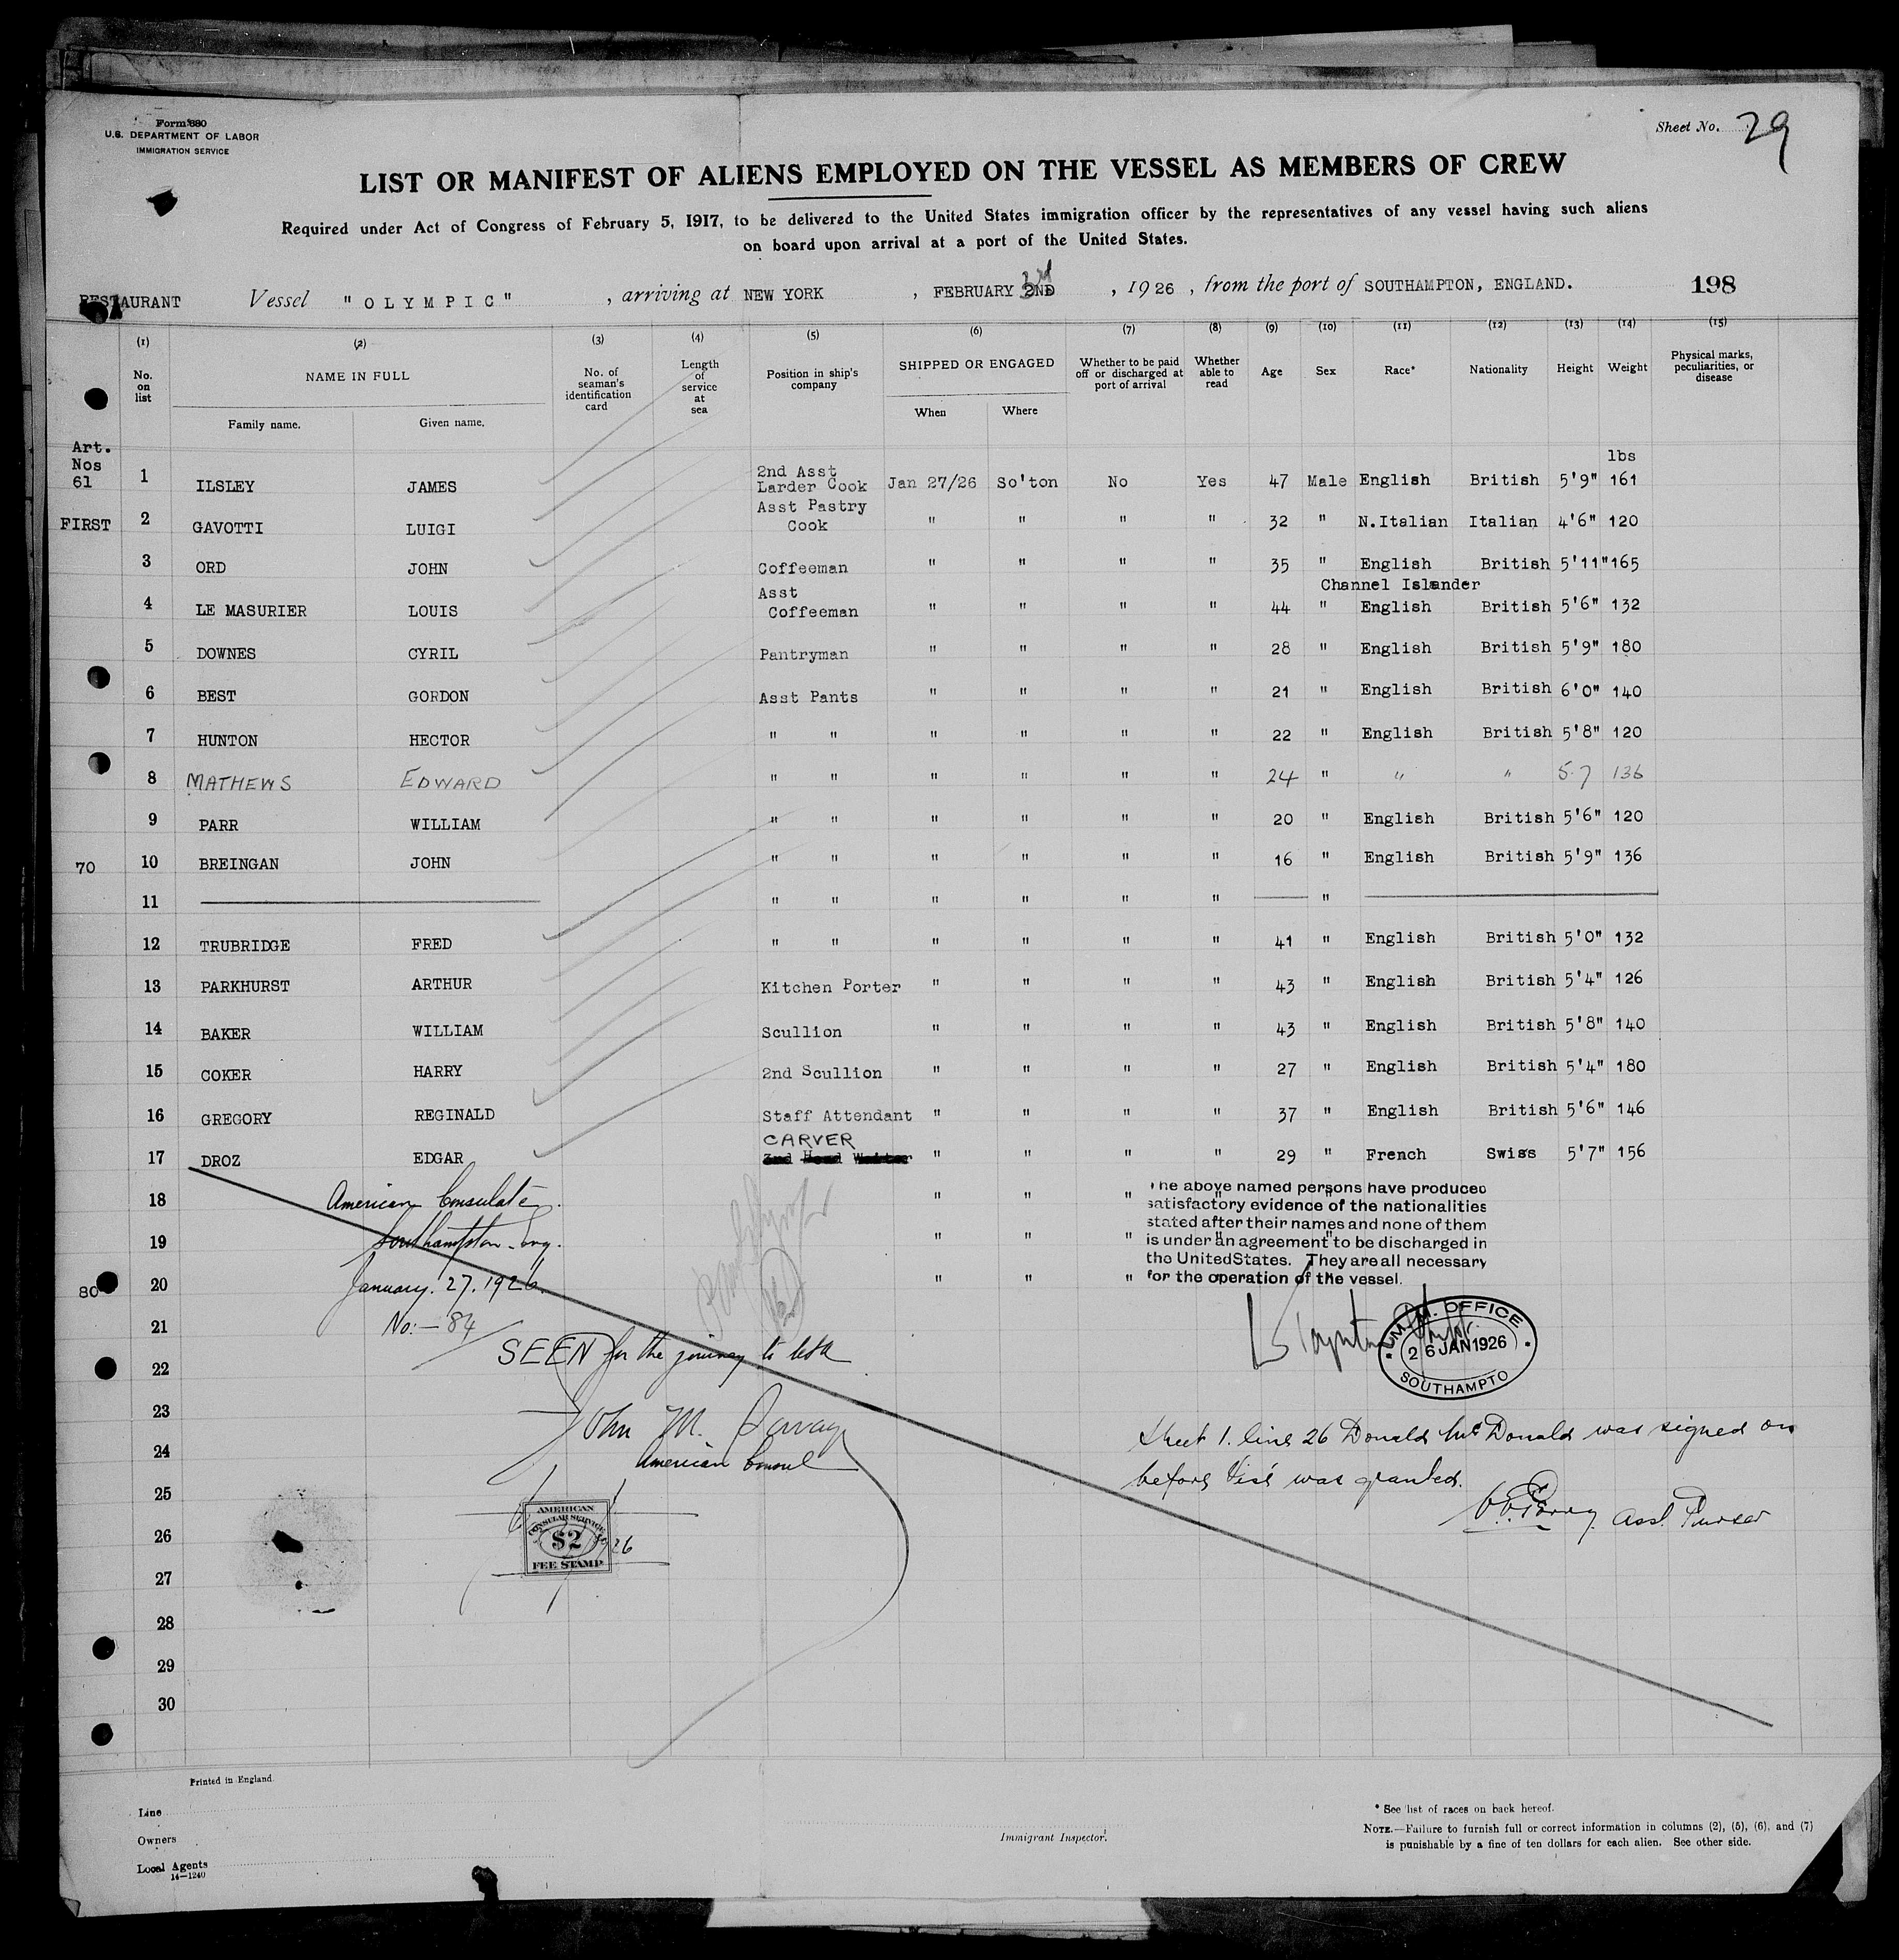 Form 680
U.S. DEPARTMENT OF LABOR
IMMIGRATION SERVICE
Sheet No. 29
LIST OR MANIFEST OF ALIENS EMPLOYED ON THE VESSEL AS MEMBERS OF CREW
Required under Act of Congress of February 5, 1917, to be delivered to the United States immigration officer by the representatives of any vessel having such aliens
on board upon arrival at a port of the United States.
RESTAURANT Vessel "OLYMPIC", arriving at NEW YORK, FEBRUARY 2ND 3rd, 1926, from the port of SOUTHAMPTON, ENGLAND. 198
(1) (2) (3) (4) (5) (6) (7) (8) (9) (10) (11) (12) (13) (14) (15)
No. on list NAME IN FULL Family name. Given name. No. of seaman's identification card Length of service at sea Position in ship's company SHIPPED OR ENGAGED When Where Whether to be paid off or discharged at port of arrival Whether able to read Age Sex Race* Nationality Height Weight Physical marks, peculiarities, or disease
Art. Nos lbs
61 1 ILSLEY JAMES 2nd Asst Larder Cook Jan 27/26 So'ton No Yes 47 Male English British 5'9" 161
FIRST 2 GAVOTTI LUIGI Asst Pastry Cook " " " " 32 " N.Italian Italian 4'6" 120
3 ORD JOHN Coffeeman " " " " 35 " English British 5'11" 165
Channel Islander
4 LE MASURIER LOUIS Asst Coffeeman " " " " 44 " English British 5'6" 132
5 DOWNES CYRIL Pantryman " " " " 28 " English British 5'9" 180
6 BEST GORDON Asst Pants " " " " 21 " English British 6'0" 140
7 HUNTON HECTOR " " " " " " 22 " English British 5'8" 120
8 MATHEWS EDWARD " " " " " " 24 " " " 5.7 136
9 PARR WILLIAM " " " " " " 20 " English British 5'6" 120
70 10 BREINGAN JOHN " " " " " " 16 " English British 5'9" 136
11 " " " " " " "
12 TRUBRIDGE FRED " " " " " " 41 " English British 5'0" 132
13 PARKHURST ARTHUR Kitchen Porter " " " " 43 " English British 5'4" 126
14 BAKER WILLIAM Scullion " " " " 43 " English British 5'8" 140
15 COKER HARRY 2nd Scullion " " " " 27 " English British 5'4" 180
16 GREGORY REGINALD Staff Attendant " " " " 37 " English British 5'6" 146
CARVER
17 DROZ EDGAR 2nd Head Waiter " " " " 29 " French Swiss 5'7" 156
18 " " "
19 " " "
80 20 " " "
21
22
23
24
25
26
27
28
29
30
American Consulate
Southampton - Eng.
January. 27. 1926
No:- 84
SEEN for the journey to
John M.
American Consul
AMERICAN
CONSULAR SERVICE
$2
FEE STAMP
26
The above named persons have produced
satisfactory evidence of the nationalities
stated after their names and none of them
is under an agreement to be discharged in
the United States. They are all necessary
for the operation of the vessel.
M.M. OFFICE
26 JAN 1926
SOUTHAMPTO
Sheet 1. line 26 Donald McDonald was signed on
before Visé was granted.
Asst. Purser
Printed in England
Line
Owners
Local Agents
14—1240
Immigrant Inspector.
* See list of races on back hereof.
NOTE.—Failure to furnish full or correct information in columns (2), (5), (6), and (7)
is punishable by a fine of ten dollars for each alien. See other side.